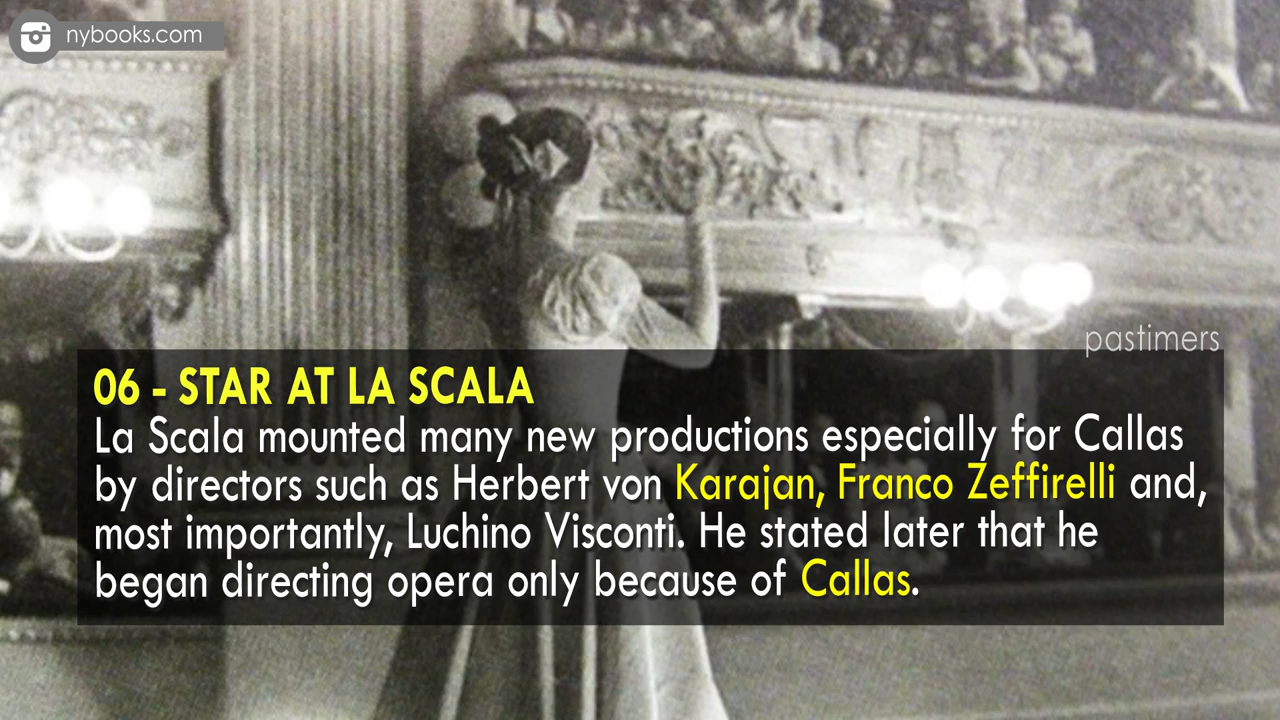 nybooks.com
pastimers
06 - STAR AT LA SCALA
La Scala mounted many new productions especially for Callas
by directors such as Herbert von Karajan, Franco Zeffirelli and,
most importantly, Luchino Visconti. He stated later that he
began directing opera only because of Callas.